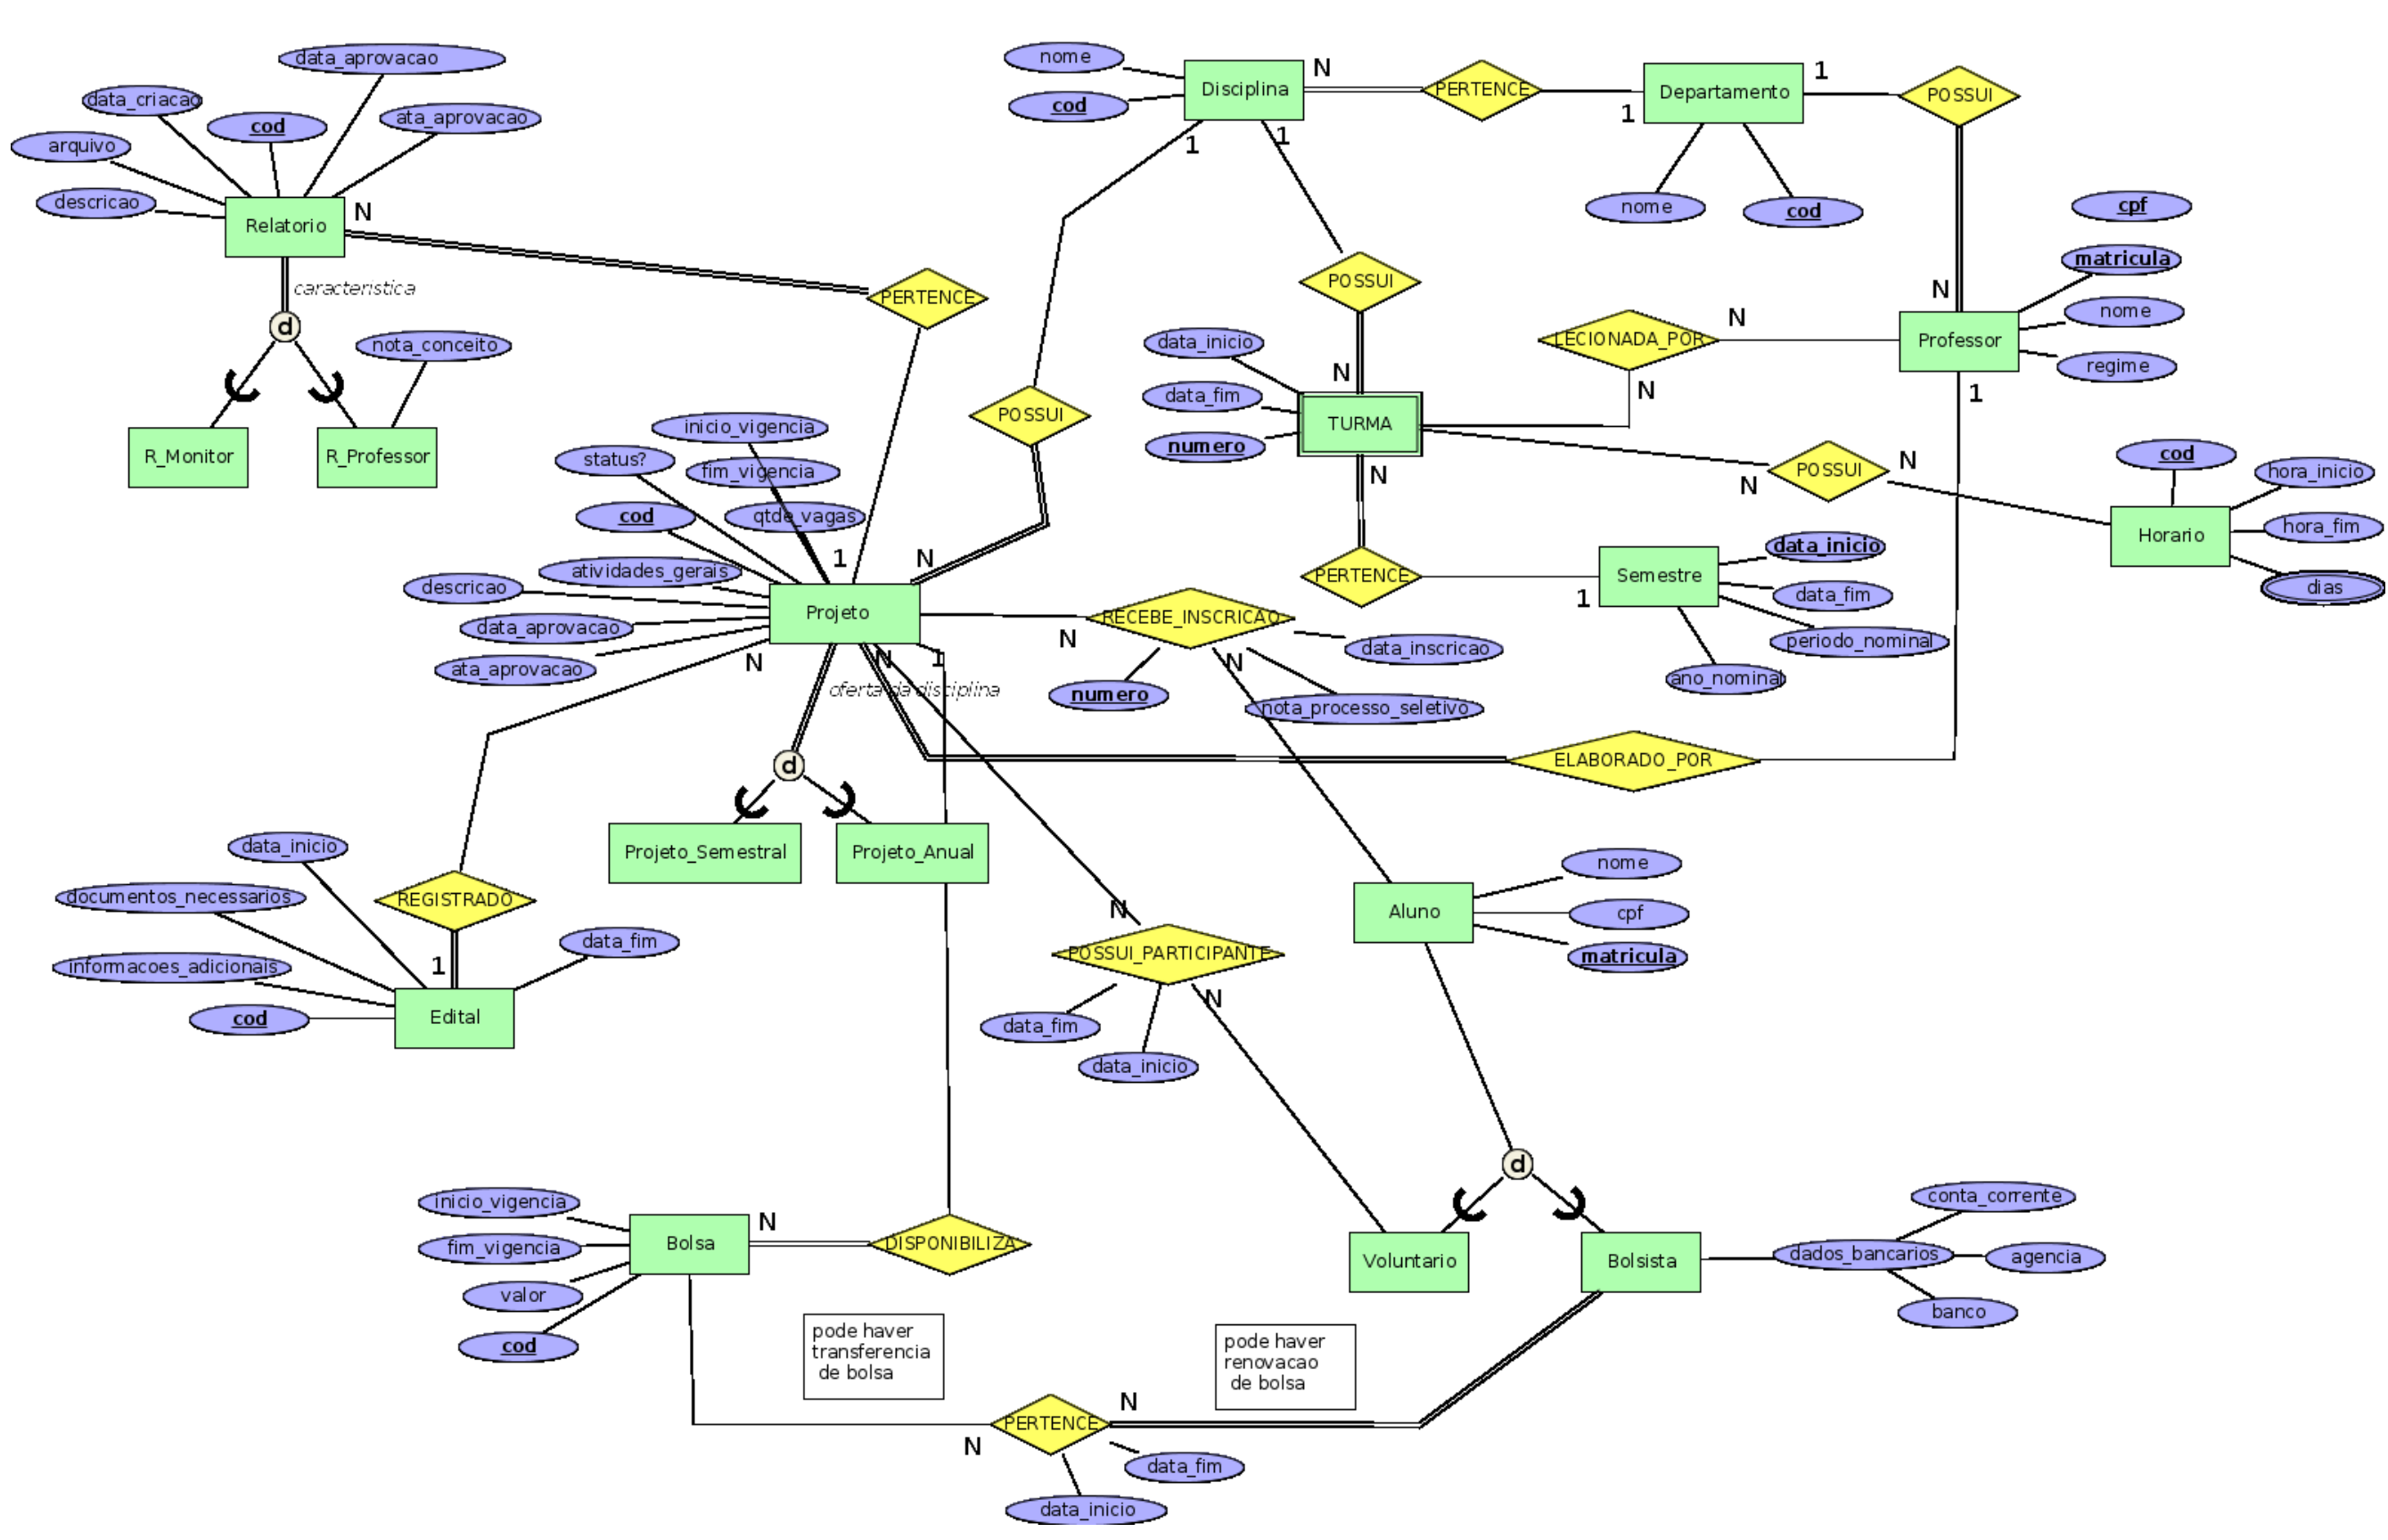 data_aprovacao
data_criacao
cod
ata_aprovacao
arquivo
descricao
Relatorio
N
caracteristica
d
nota_conceito
R_Monitor
R_Professor
PERTENCE
nome
cod
Disciplina
N
PERTENCE
1
Departamento
1
POSSUI
nome
cod
1
1
POSSUI
cpf
matricula
nome
regime
N
Professor
1
LECIONADA_POR
N
N
data_inicio
data_fim
numero
N
TURMA
N
POSSUI
N
POSSUI
N
cod
hora_inicio
hora_fim
dias
Horario
PERTENCE
1
Semestre
data_inicio
data_fim
periodo_nominal
ano_nominal
inicio_vigencia
status?
fim_vigencia
cod
qtde_vagas
1
N
atividades_gerais
descricao
data_aprovacao
ata_aprovacao
Projeto
N
N
1
oferta da disciplina
N
RECEBE_INSCRICAO
N
data_inscricao
numero
nota_processo_seletivo
ELABORADO_POR
d
Projeto_Semestral
Projeto_Anual
data_inicio
documentos_necessarios
informacoes_adicionais
cod
REGISTRADO
1
data_fim
Edital
N
POSSUI_PARTICIPANTE
N
data_fim
data_inicio
Aluno
nome
cpf
matricula
d
Voluntario
Bolsista
dados_bancarios
conta_corrente
agencia
banco
inicio_vigencia
fim_vigencia
valor
cod
Bolsa
N
DISPONIBILIZA
pode haver
transferencia
de bolsa
pode haver
renovacao
de bolsa
N
PERTENCE
N
data_fim
data_inicio